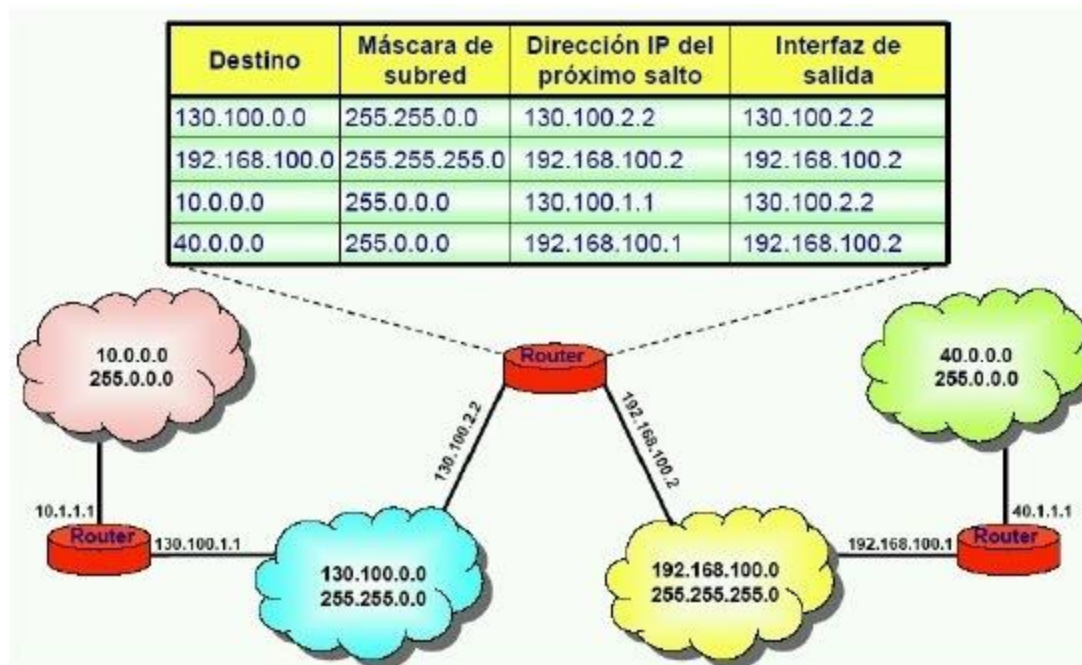 Destino
Máscara de
subred
Dirección IP del
próximo salto
Interfaz de
salida
130.100.0.0 255.255.0.0 130.100.2.2 130.100.2.2
192.168.100.0 255.255.255.0 192.168.100.2 192.168.100.2
10.0.0.0 255.0.0.0 130.100.1.1 130.100.2.2
40.0.0.0 255.0.0.0 192.168.100.1 192.168.100.2
10.0.0.0
255.0.0.0
Router
40.0.0.0
255.0.0.0
130.100.2.2
192.168.100.2
10.1.1.1
Router
130.100.1.1
130.100.0.0
255.255.0.0
192.168.100.0
255.255.255.0
192.168.100.1
40.1.1.1
Router